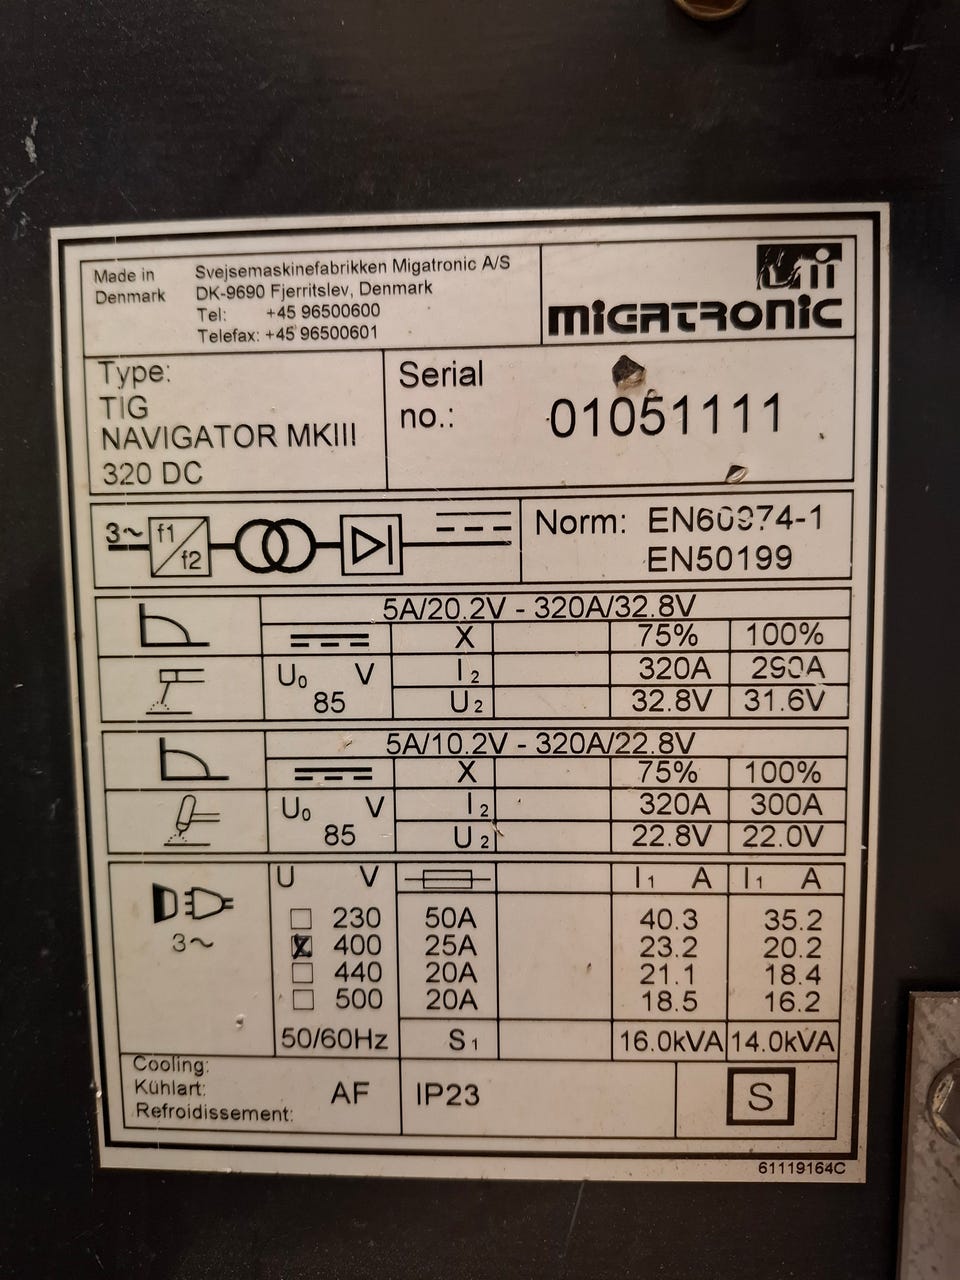 Made in
Denmark
Svejsemaskinefabrikken Migatronic A/S
DK-9690 Fjerritslev, Denmark
Tel: +45 96500600
Telefax: +45 96500601
MIGATRONIC
Type:
TIG
NAVIGATOR MKIII
320 DC
Serial
no.: 01051111
3~ f1
f2
Norm: EN60974-1
EN50199
5A/20.2V - 320A/32.8V
X 75% 100%
U0 V I2 320A 290A
85 U2 32.8V 31.6V
5A/10.2V - 320A/22.8V
X 75% 100%
U0 V I2 320A 300A
85 U2 22.8V 22.0V
U V I1 A I1 A
3~
230 50A 40.3 35.2
400 25A 23.2 20.2
440 20A 21.1 18.4
500 20A 18.5 16.2
50/60Hz S1 16.0kVA 14.0kVA
Cooling:
Kühlart: AF IP23 S
Refroidissement:
61119164C